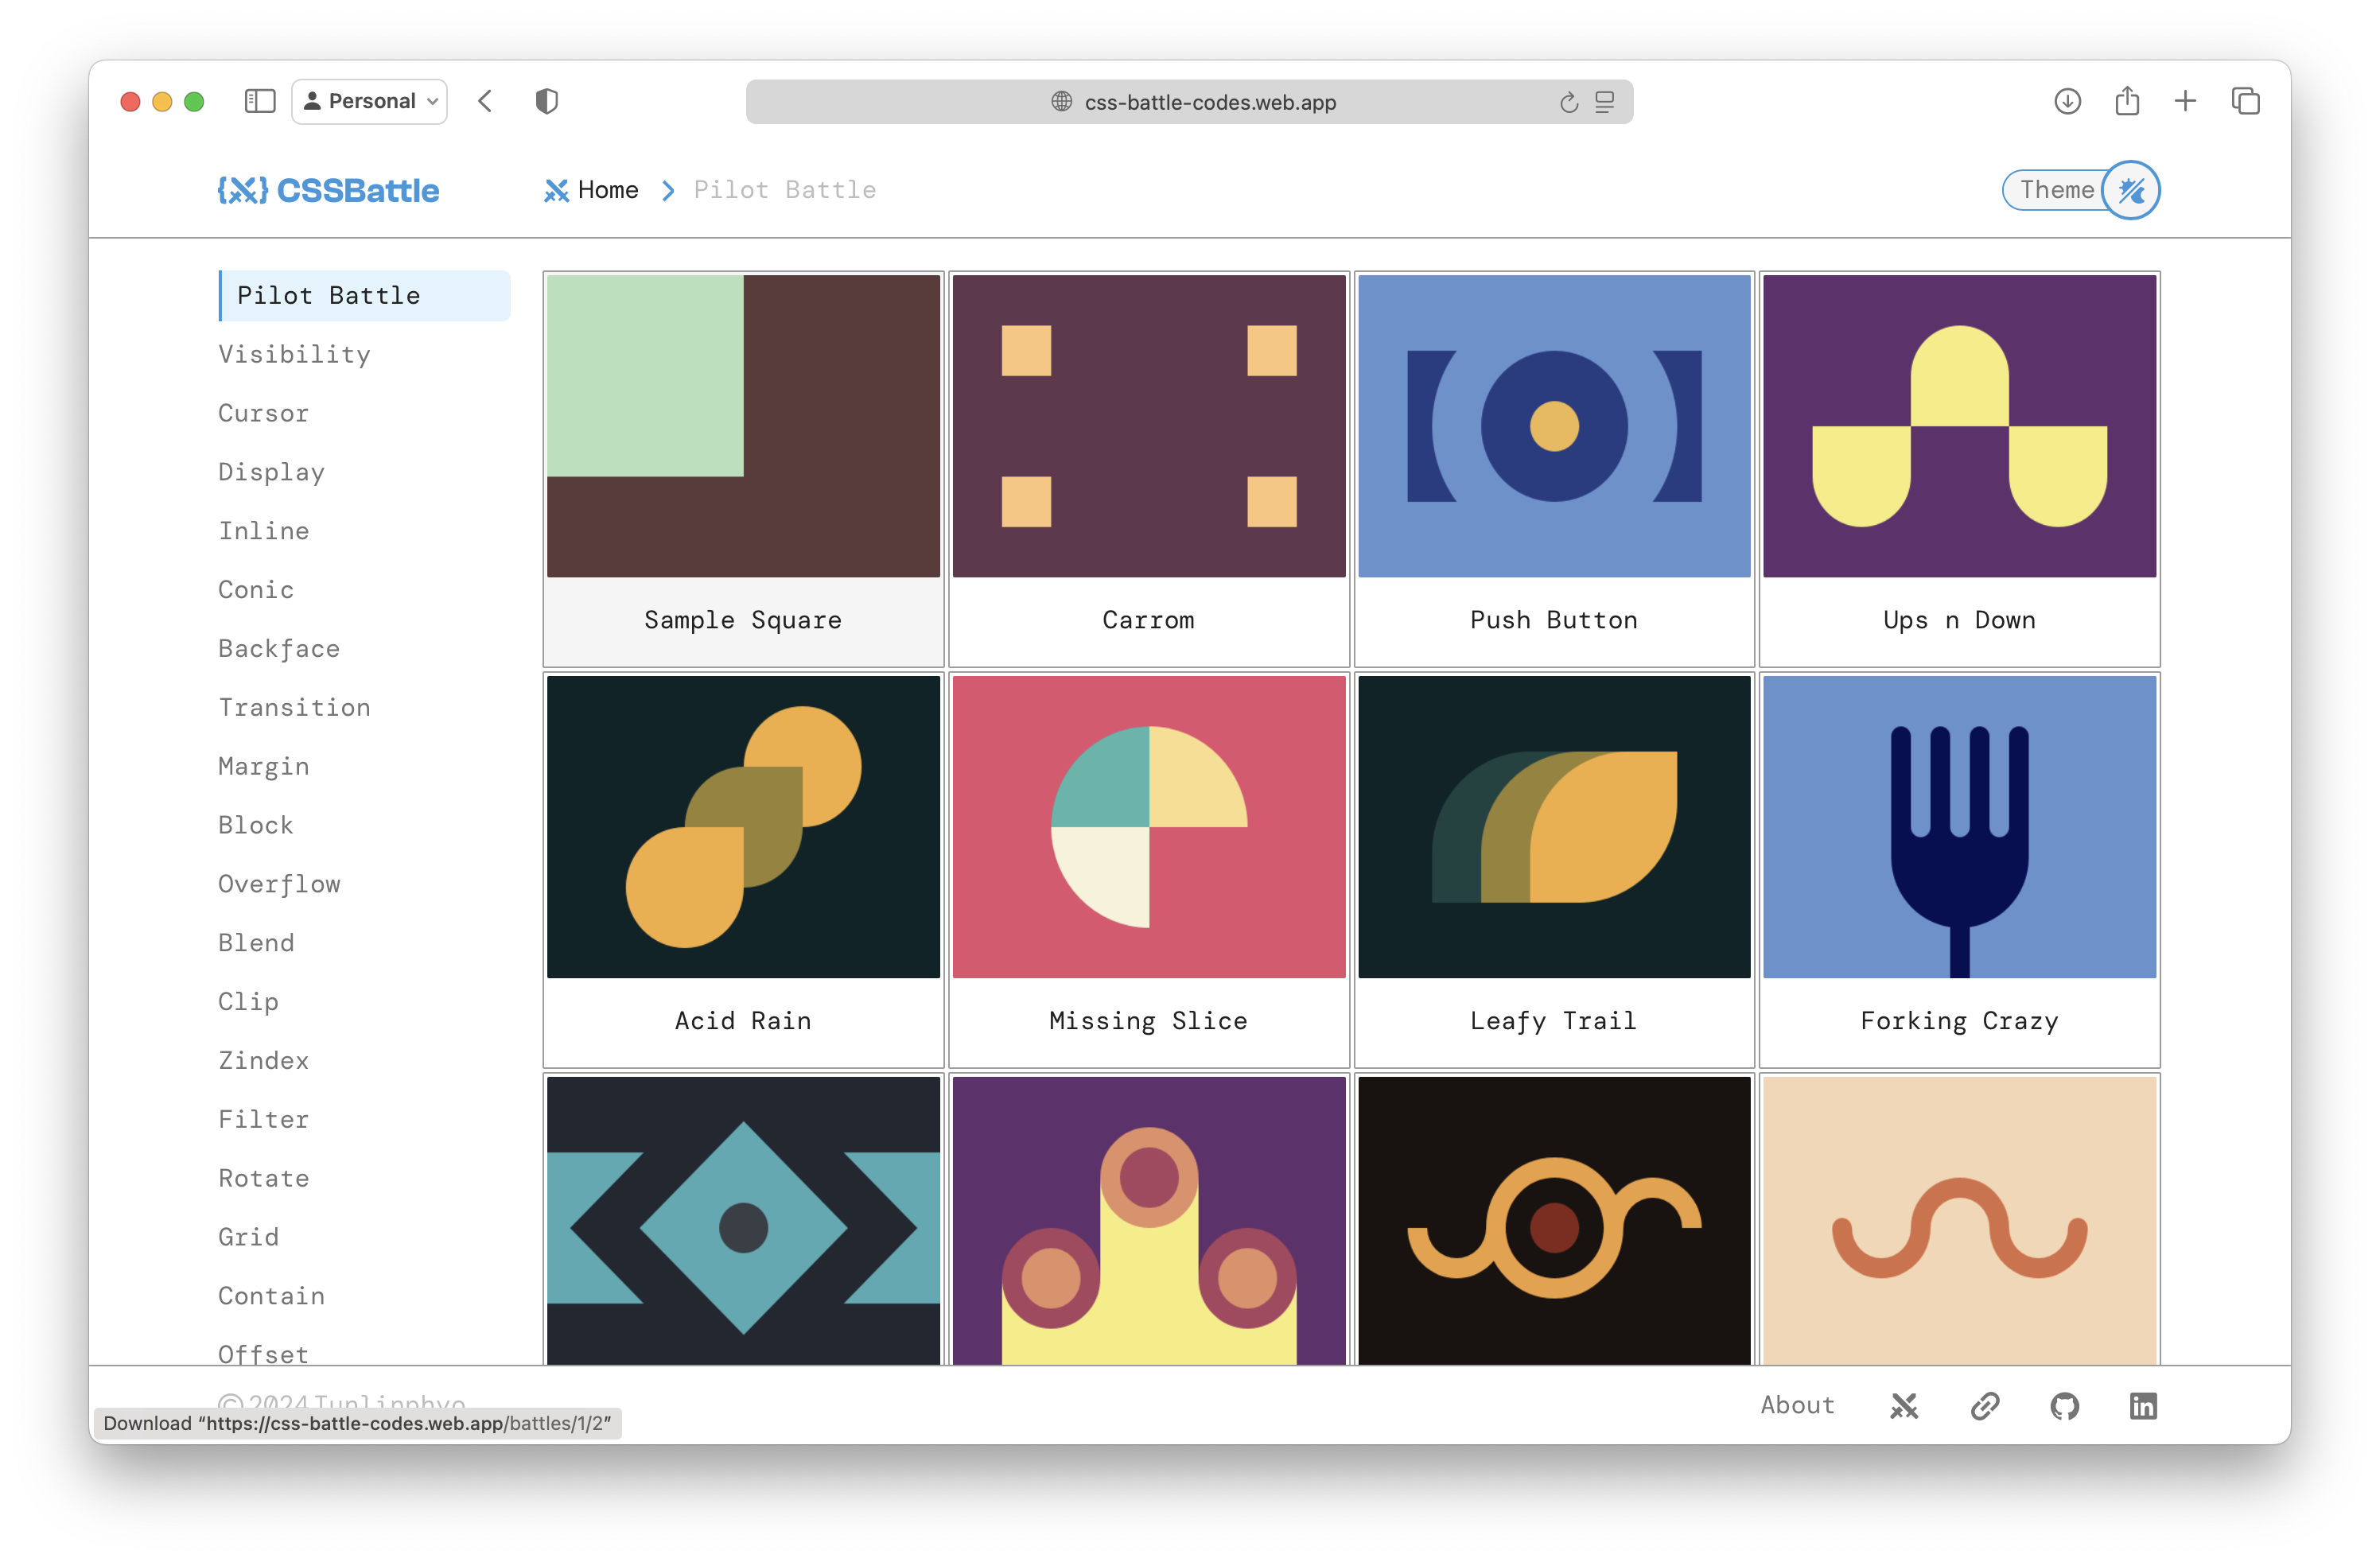 Personal
css-battle-codes.web.app
CSSBattle
Home
Pilot Battle
Theme
Pilot Battle
Visibility
Cursor
Display
Inline
Conic
Backface
Transition
Margin
Block
Overflow
Blend
Clip
Zindex
Filter
Rotate
Grid
Contain
Offset
Sample Square
Carrom
Push Button
Ups n Down
Acid Rain
Missing Slice
Leafy Trail
Forking Crazy
©2024 Tunlinnphyo
About
Download “https://css-battle-codes.web.app/battles/1/2”